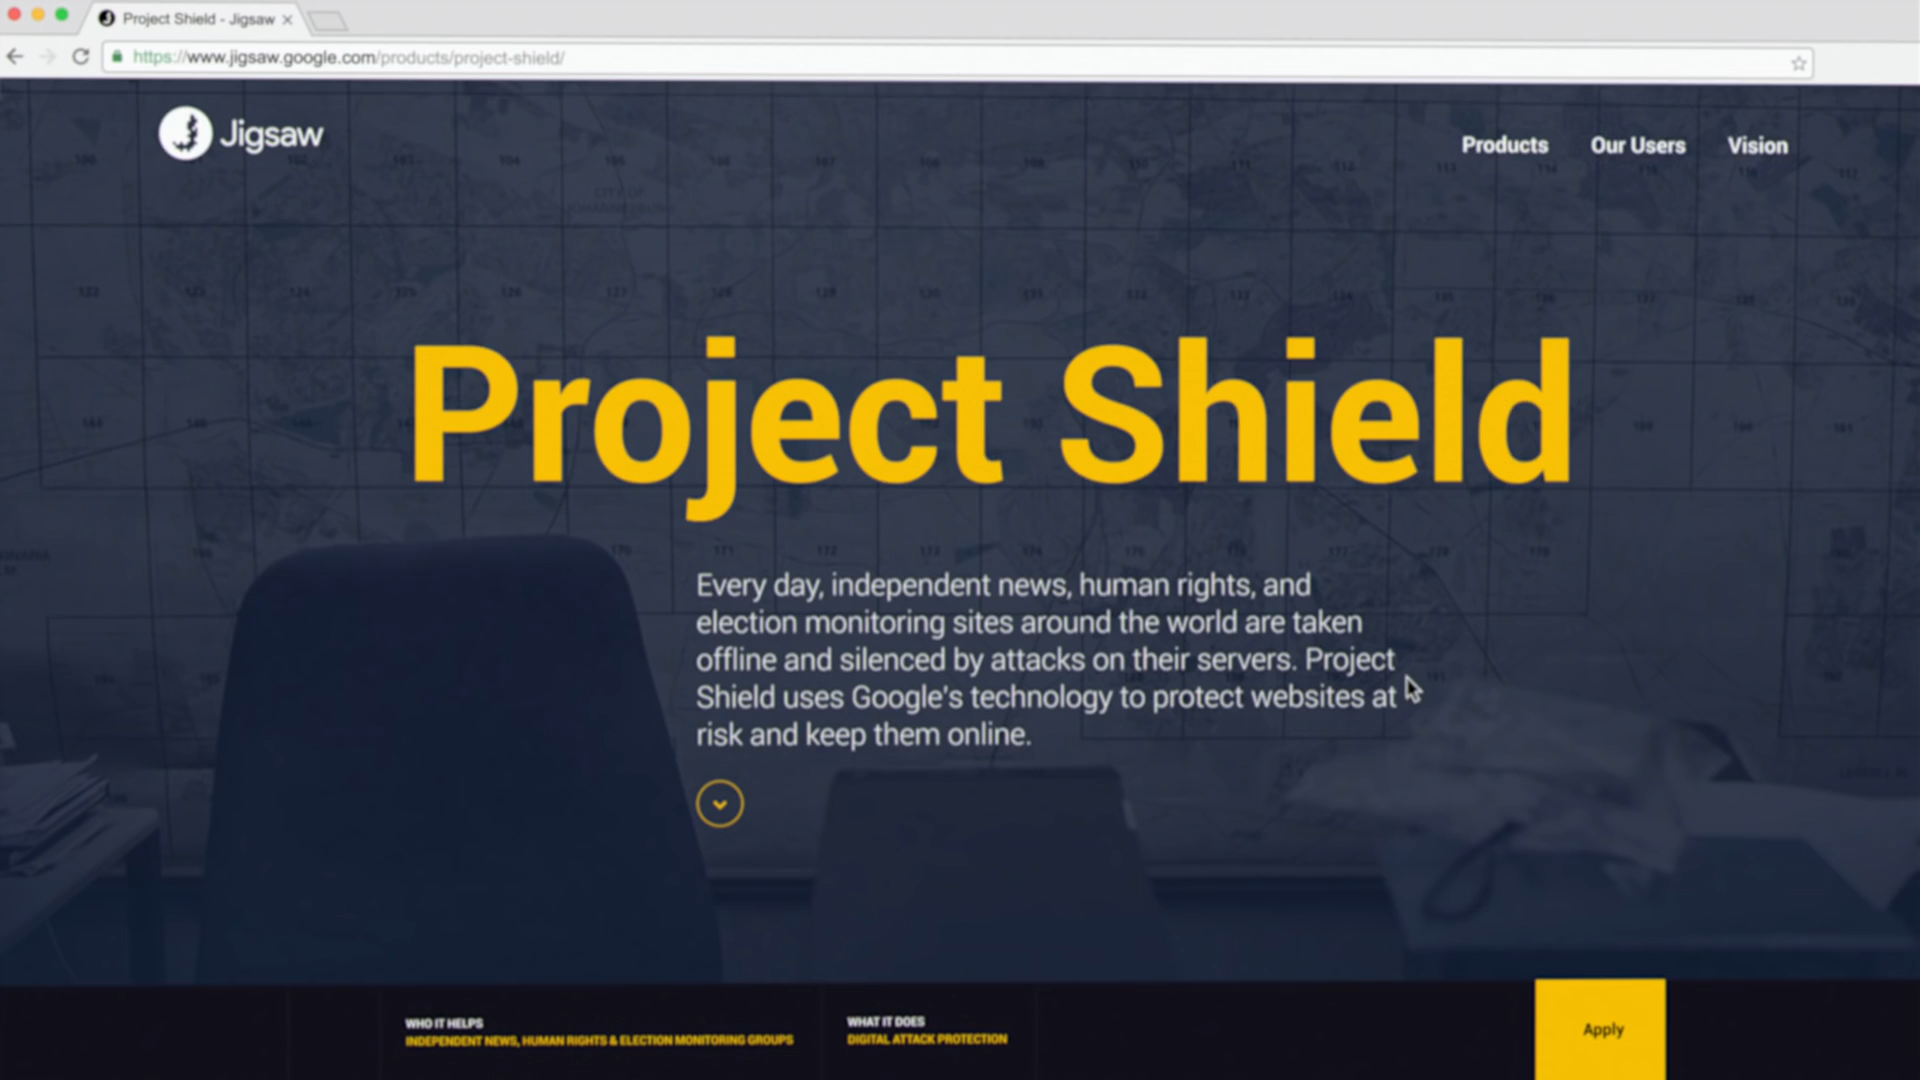 Project Shield - Jigsaw
https://www.jigsaw.google.com/products/project-shield/
Jigsaw
Products
Our Users
Vision
Project Shield
Every day, independent news, human rights, and
election monitoring sites around the world are taken
offline and silenced by attacks on their servers. Project
Shield uses Google's technology to protect websites at
risk and keep them online.
WHO IT HELPS
INDEPENDENT NEWS, HUMAN RIGHTS & ELECTION MONITORING GROUPS
WHAT IT DOES
DIGITAL ATTACK PROTECTION
Apply